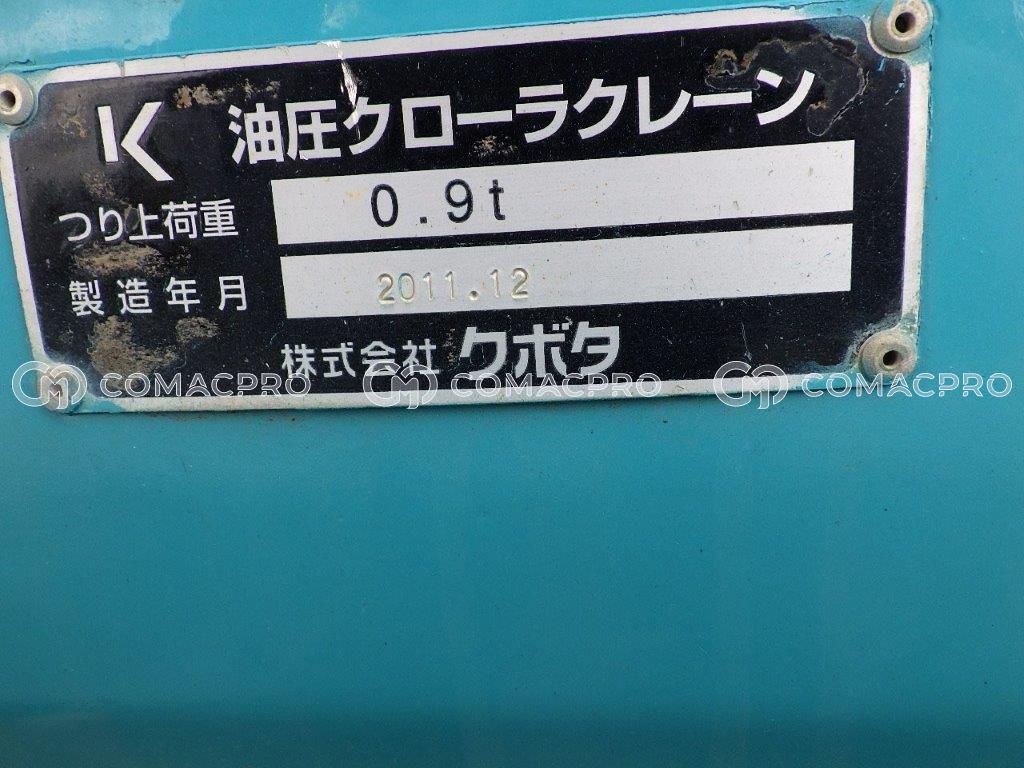 K 油圧クローラクレーン
つり上荷重 0.9t
製造年月 2011.12
株式会社 クボタ
COMACPRO COMACPRO COMACPRO